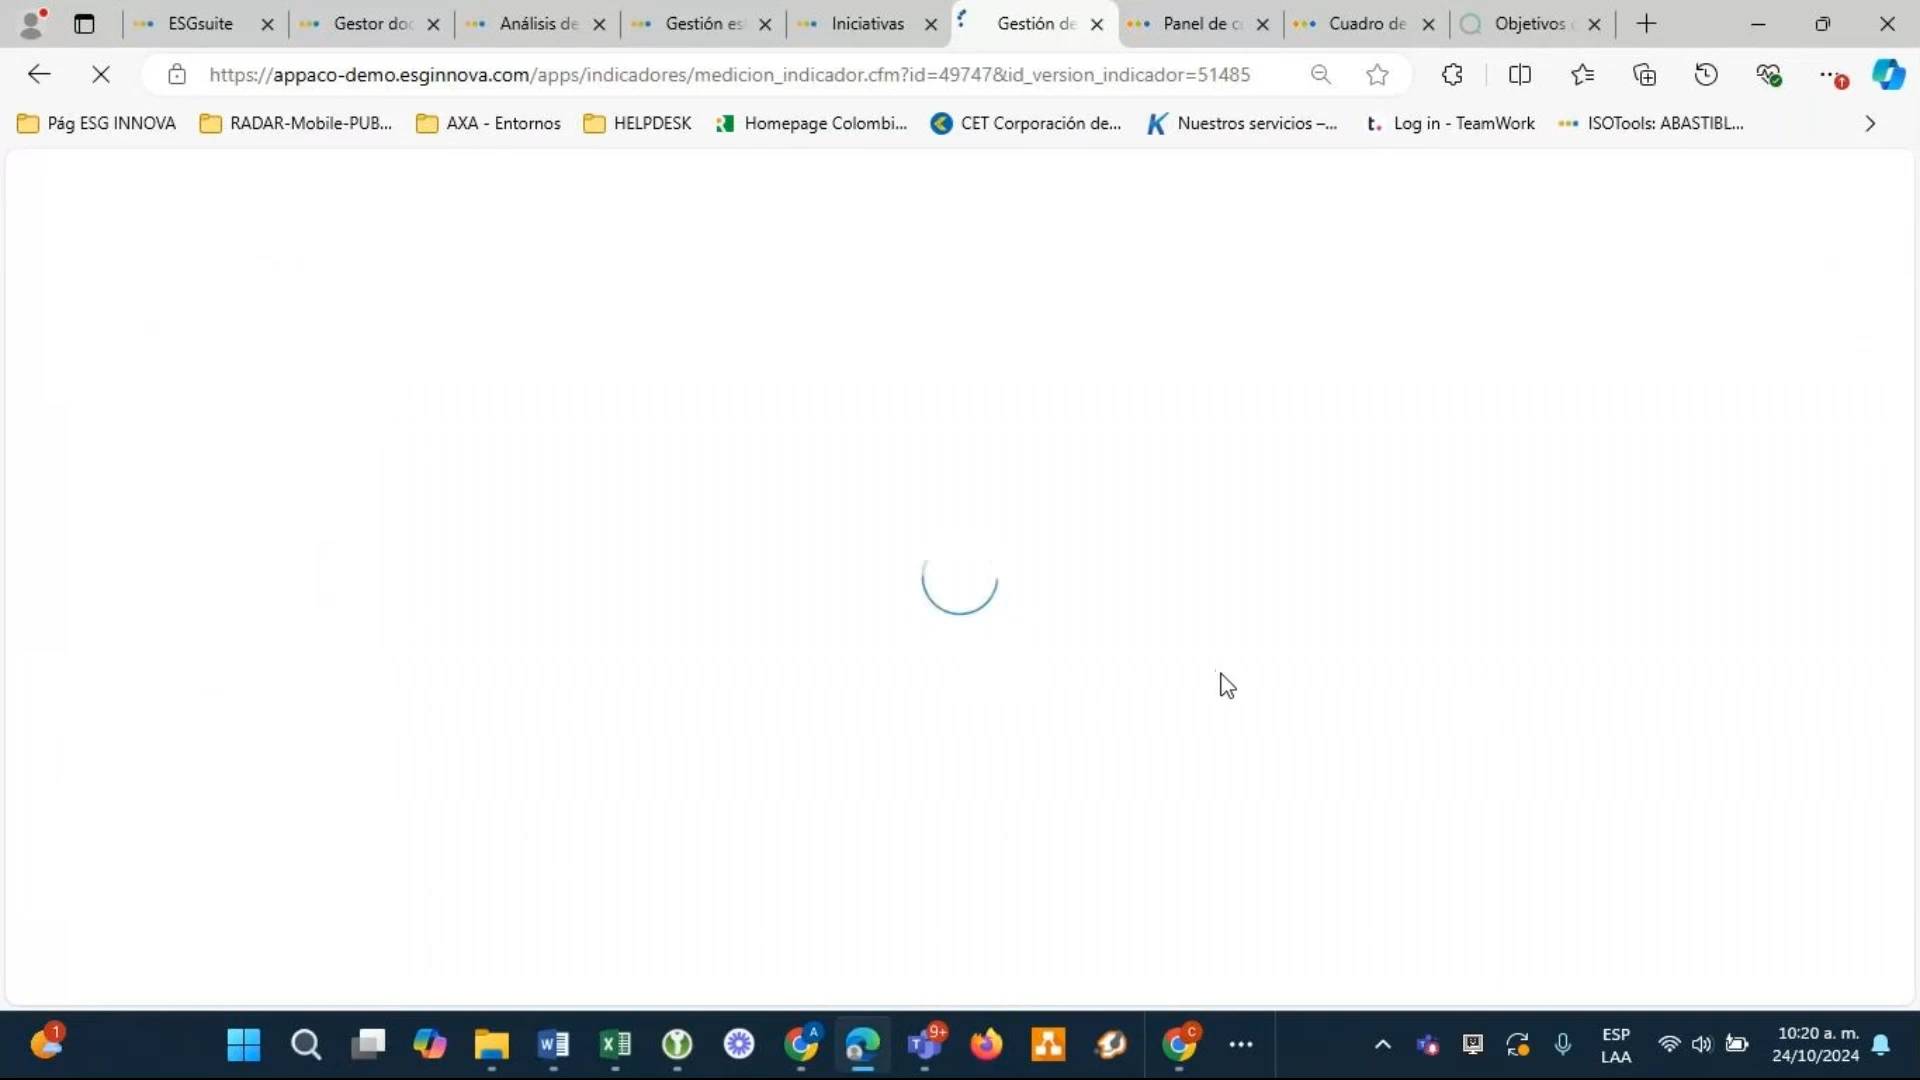 ESGsuite
Gestor doc
Análisis de
Gestión es
Iniciativas
Gestión de
Panel de c
Cuadro de
Objetivos
https://appaco-demo.esginnova.com/apps/indicadores/medicion_indicador.cfm?id=49747&id_version_indicador=51485
Pág ESG INNOVA
RADAR-Mobile-PUB...
AXA - Entornos
HELPDESK
Homepage Colombi...
CET Corporación de...
Nuestros servicios –...
Log in - TeamWork
ISOTools: ABASTIBL...
1
A
9+
C
ESP
LAA
10:20 a. m.
24/10/2024